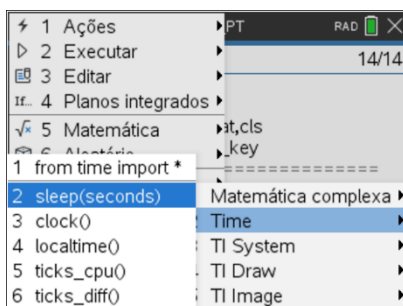 1 Ações
PT RAD
2 Executar
14/14
3 Editar
If... 4 Planos integrados
√x 5 Matemática
at,cls
_key
==============
1 from time import *
2 sleep(seconds)
Matemática complexa
3 clock()
Time
4 localtime()
TI System
5 ticks_cpu()
TI Draw
6 ticks_diff()
TI Image